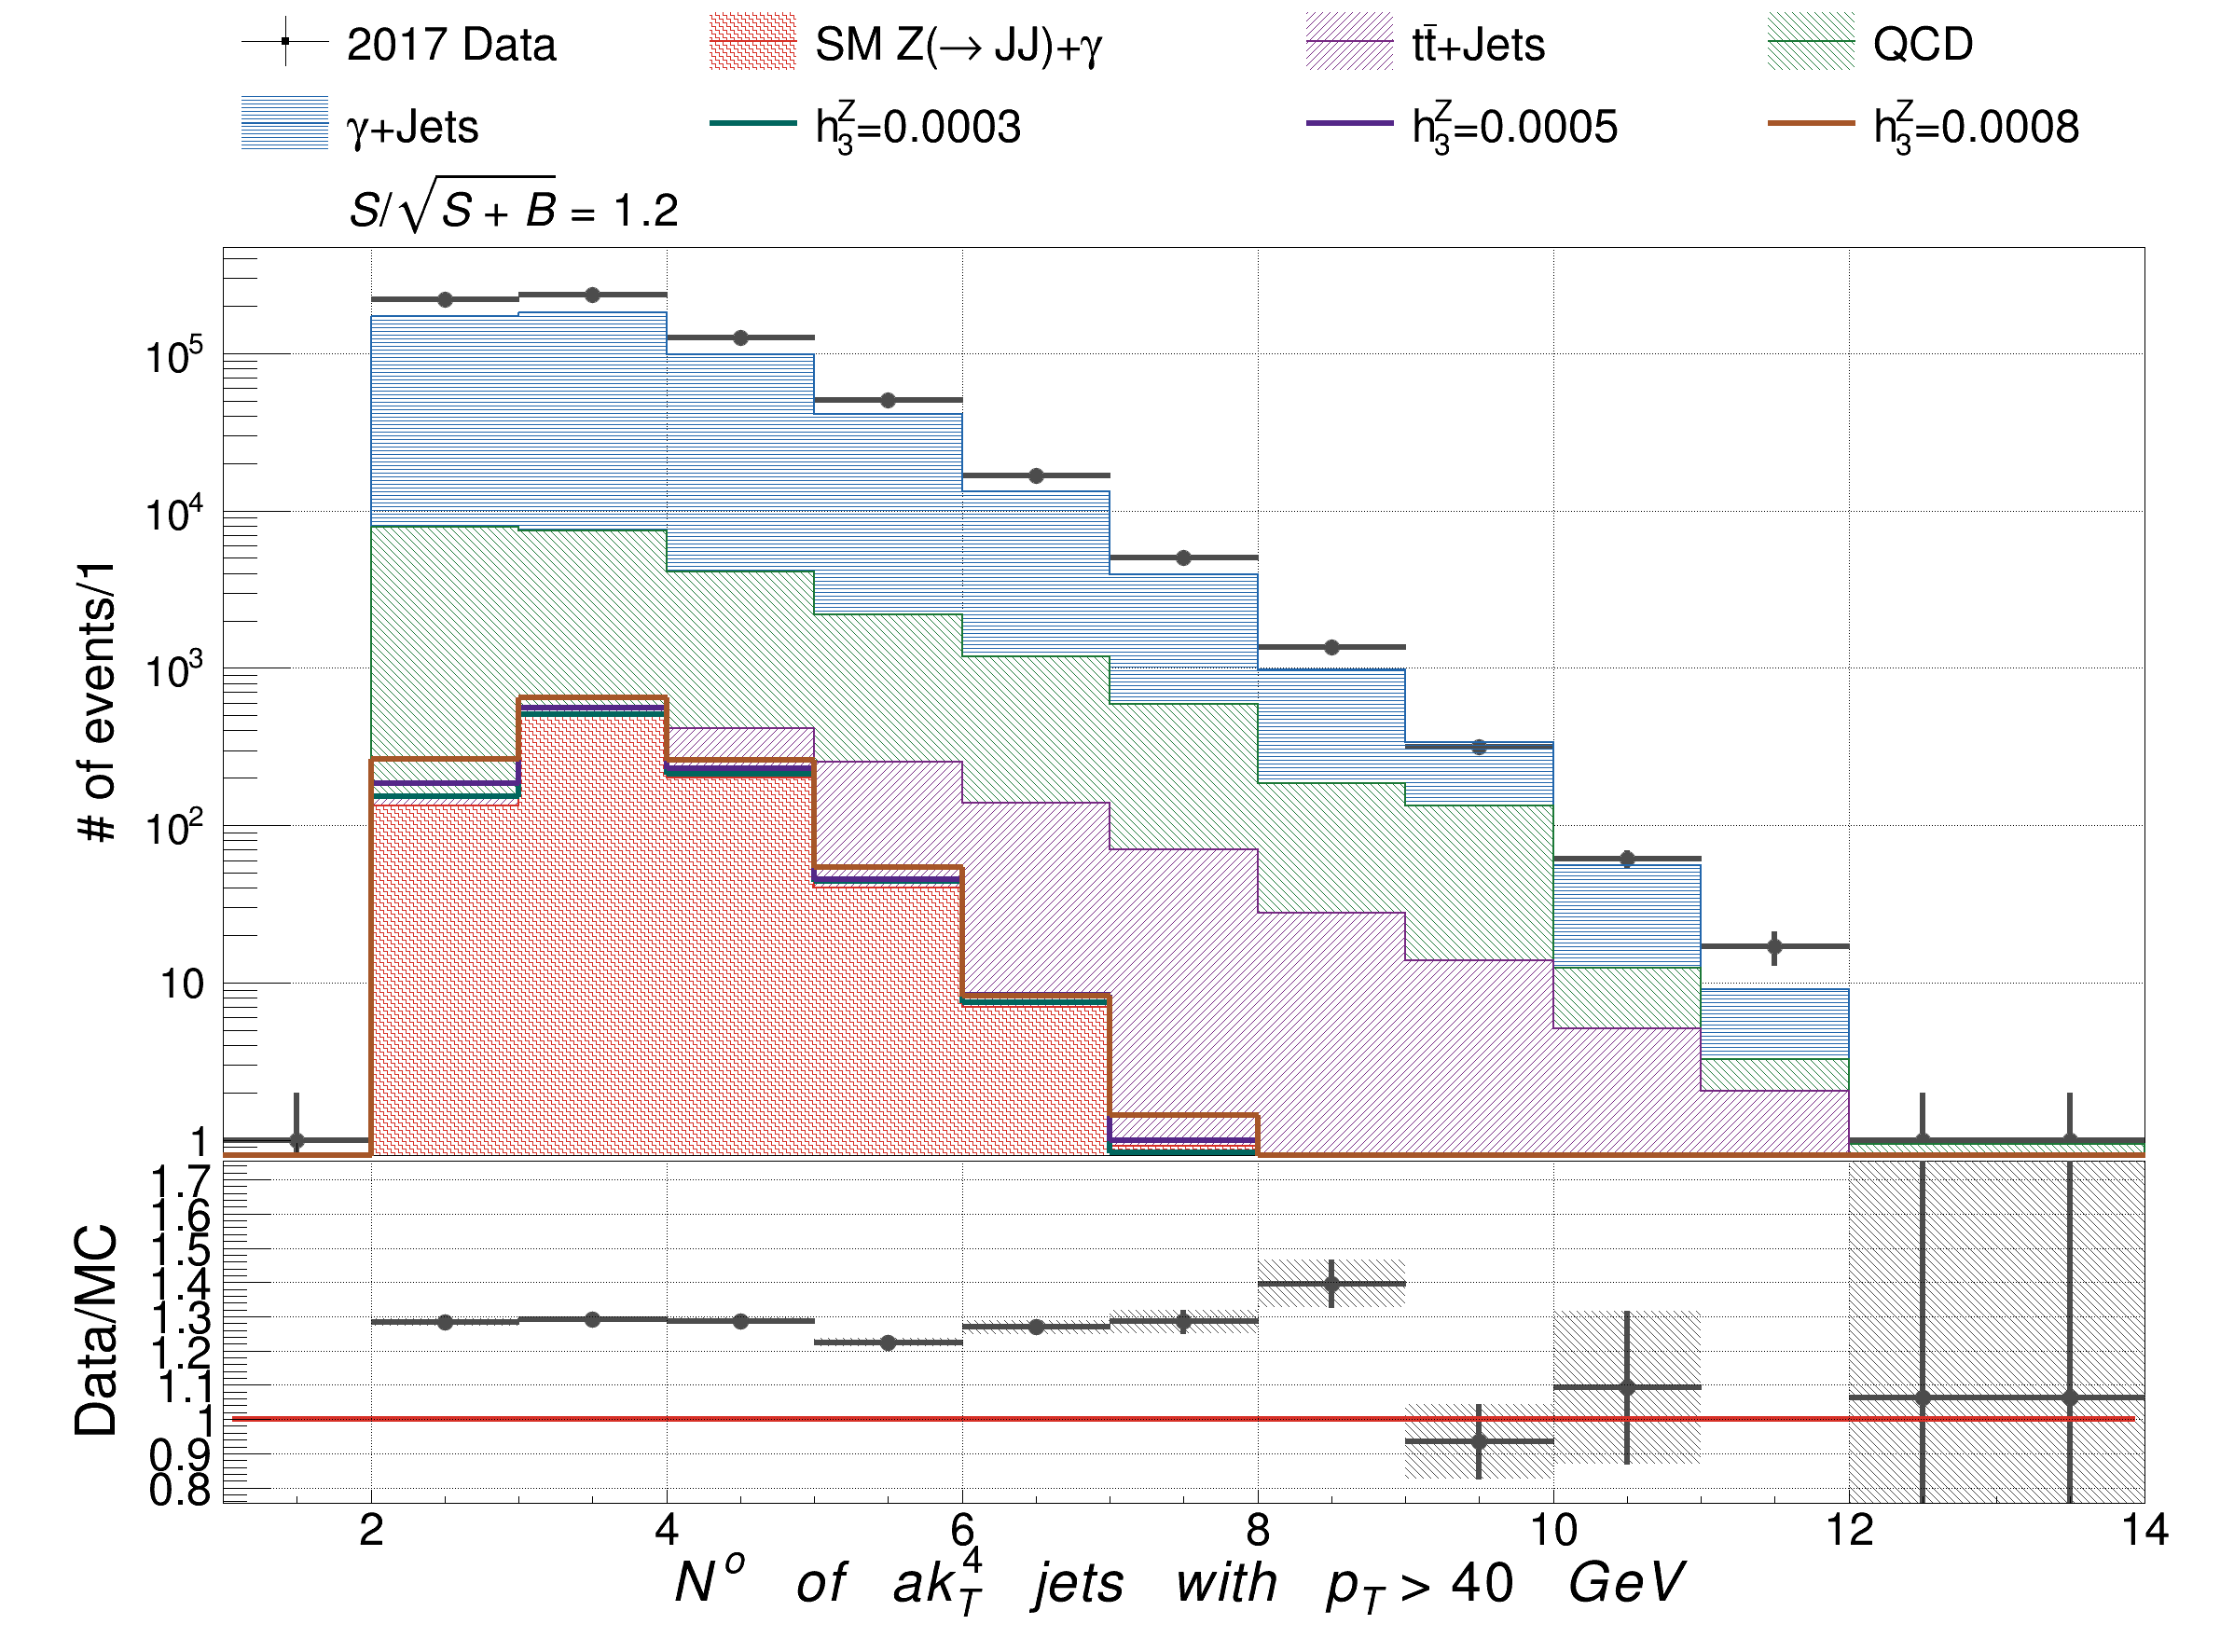 2017 Data SM Z(→ JJ)+γ tt̄+Jets QCD
γ+Jets h₃ᶻ=0.0003 h₃ᶻ=0.0005 h₃ᶻ=0.0008
S/√S + B = 1.2
# of events/1
10⁵
10⁴
10³
10²
10
1
Data/MC
1.7
1.6
1.5
1.4
1.3
1.2
1.1
1
0.9
0.8
2 4 6 8 10 12 14
Nº of ak_T^4 jets with p_T > 40 GeV